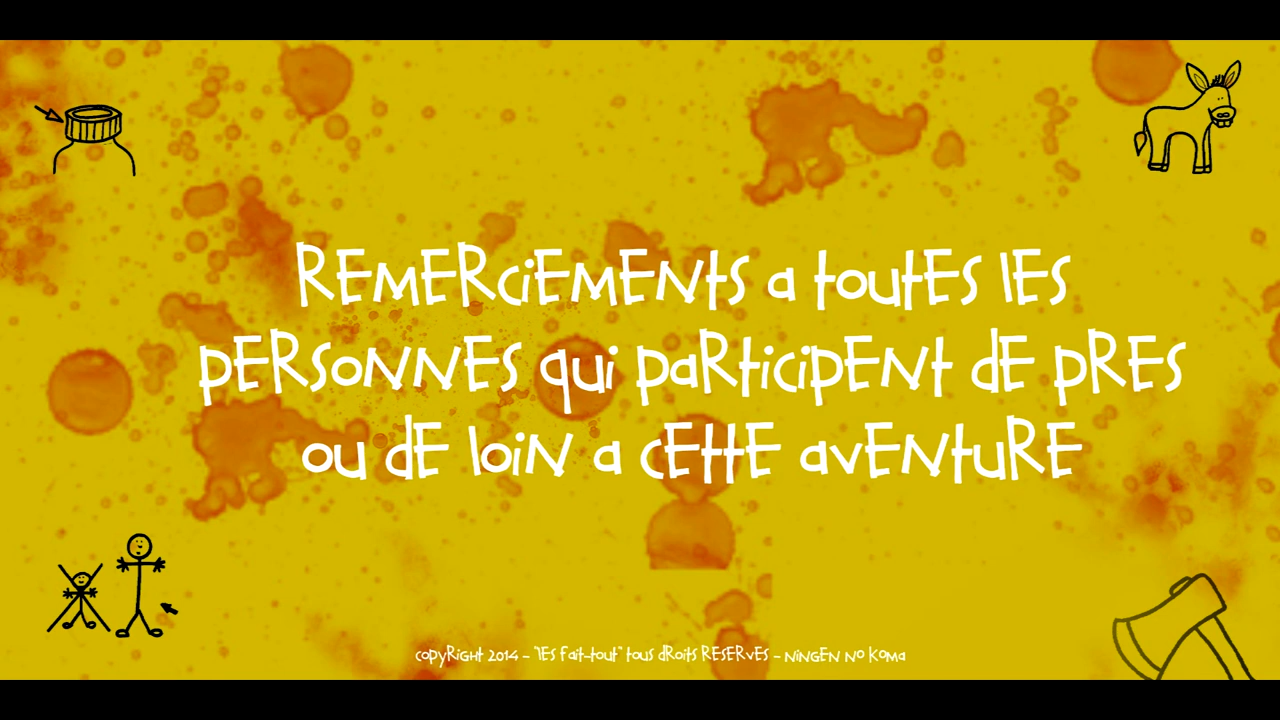 REMERCIEMENTS a toutes les
personnes qui participent de pres
ou de loin a cette aventure
copyright 2014 - "les fait-tout" tous droits reserves - ningen no koma